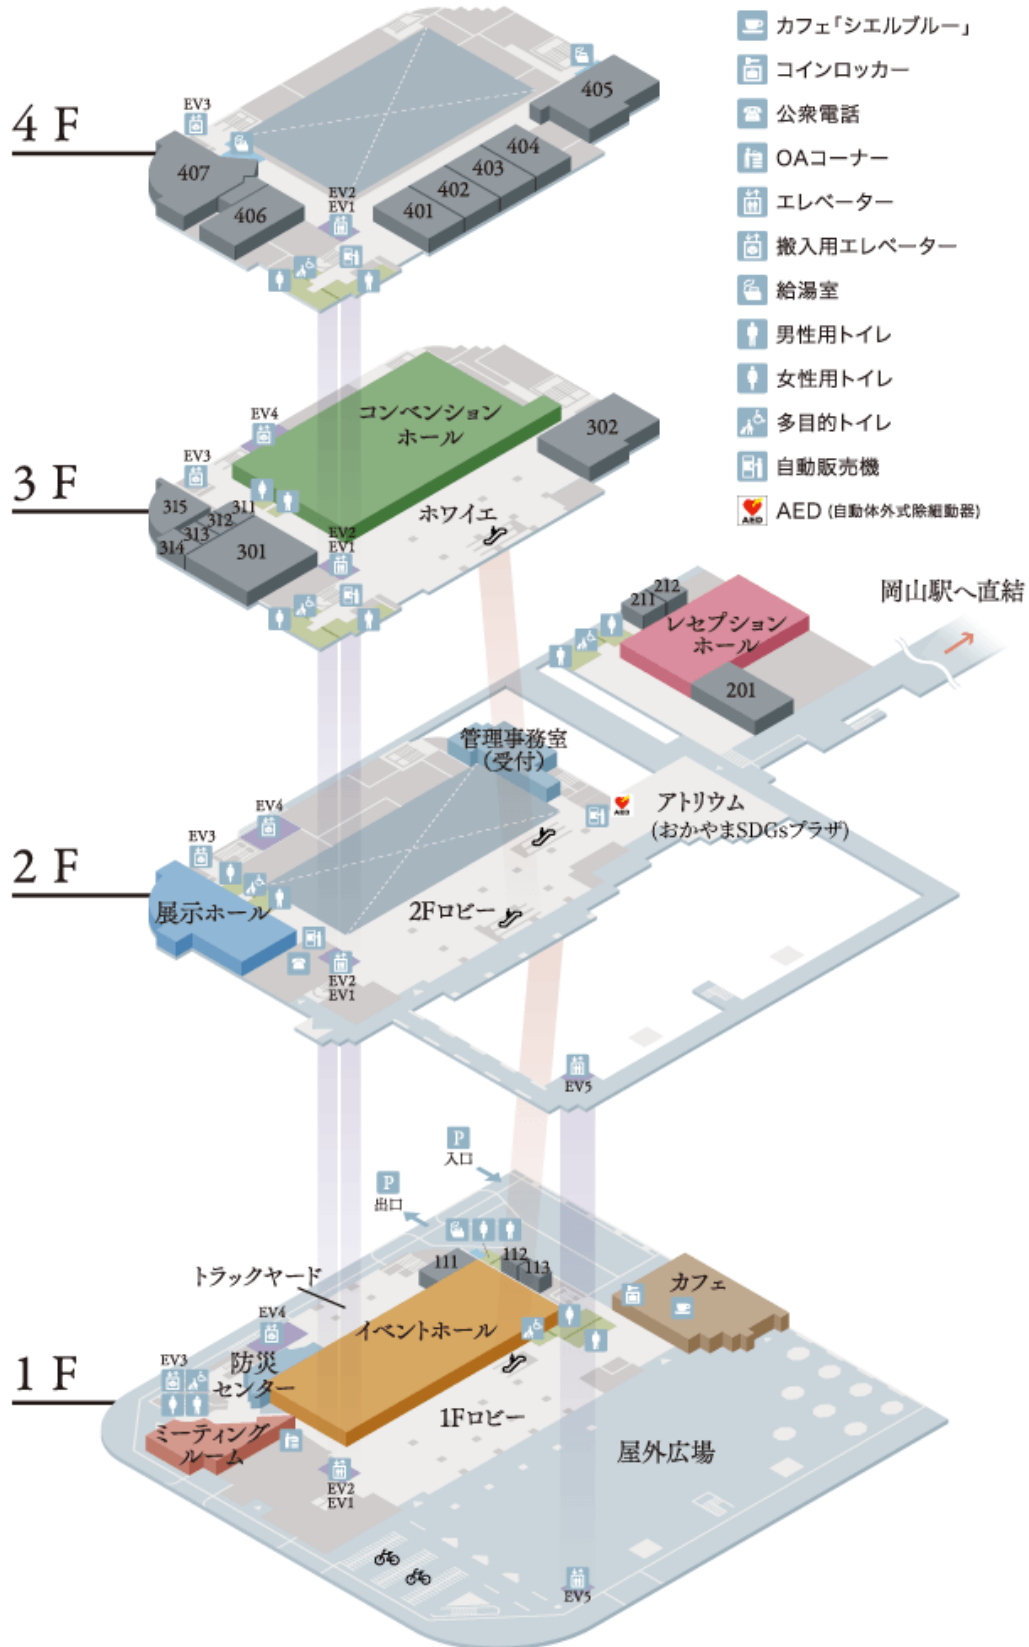 カフェ「シエルブルー」
コインロッカー
公衆電話
OAコーナー
エレベーター
搬入用エレベーター
給湯室
男性用トイレ
女性用トイレ
多目的トイレ
自動販売機
AED
AED (自動体外式除細動器)
4 F
EV3
405
404
403
402
401
407
406
EV2
EV1
3 F
コンベンション
ホール
EV4
EV3
302
315
311
312
313
314
301
ホワイエ
EV2
EV1
岡山駅へ直結
212
211
レセプション
ホール
201
2 F
管理事務室
(受付)
AED
アトリウム
(おかやまSDGsプラザ)
EV4
EV3
展示ホール
2Fロビー
EV2
EV1
EV5
1 F
P
入口
P
出口
トラックヤード
111
112
113
カフェ
EV4
イベントホール
EV3
防災
センター
ミーティング
ルーム
1Fロビー
屋外広場
EV2
EV1
EV5